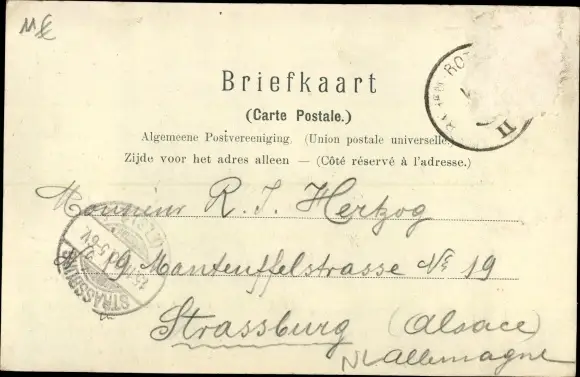 Briefkaart
(Carte Postale.)
Algemeene Postvereeniging. (Union postale universelle.)
Zijde voor het adres alleen — (Côté réservé à l'adresse.)
Monsieur R. J. Hertzog
19 Manteuffelstrasse № 19
Strassburg (Alsace)
Allemagne
STRASSBURG
II